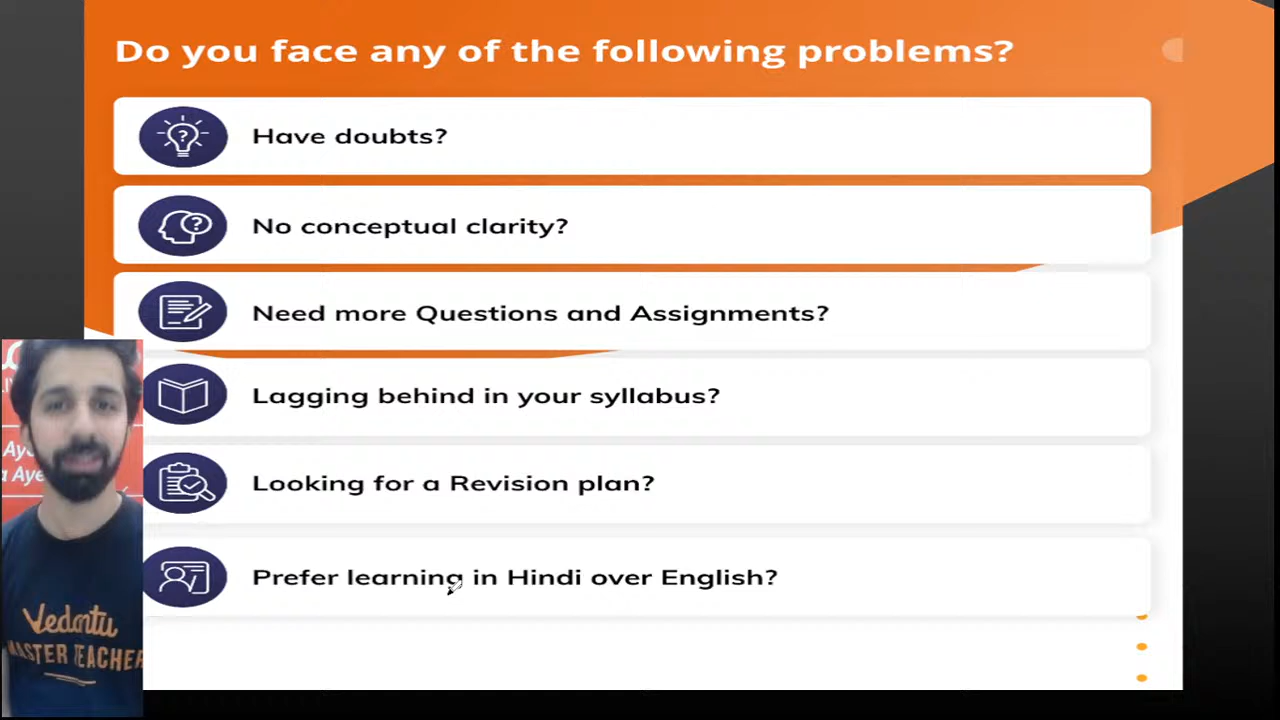 Do you face any of the following problems?
Have doubts?
No conceptual clarity?
Need more Questions and Assignments?
Lagging behind in your syllabus?
Looking for a Revision plan?
Prefer learning in Hindi over English?
Vedantu
MASTER TEACHER